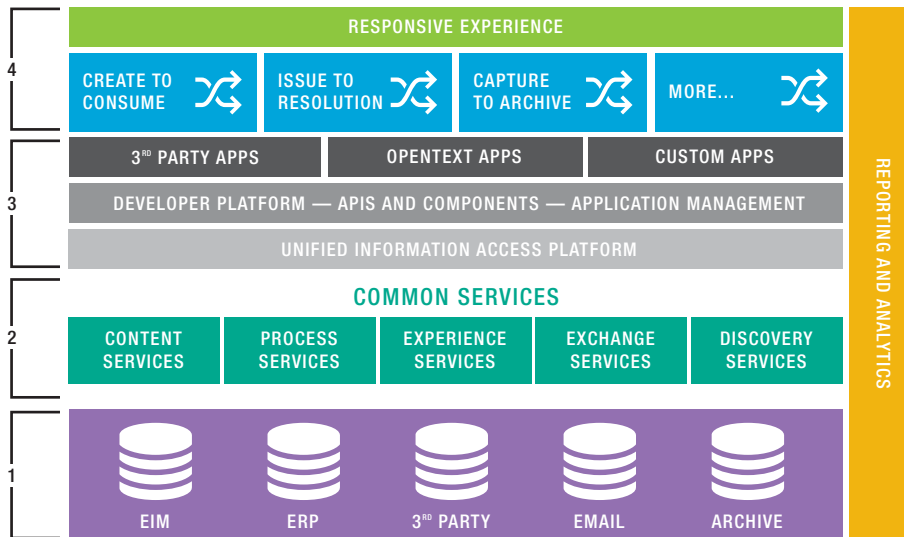 4
RESPONSIVE EXPERIENCE
CREATE TO
CONSUME
ISSUE TO
RESOLUTION
CAPTURE
TO ARCHIVE
MORE...
3
3RD PARTY APPS
OPENTEXT APPS
CUSTOM APPS
DEVELOPER PLATFORM — APIS AND COMPONENTS — APPLICATION MANAGEMENT
UNIFIED INFORMATION ACCESS PLATFORM
2
COMMON SERVICES
CONTENT
SERVICES
PROCESS
SERVICES
EXPERIENCE
SERVICES
EXCHANGE
SERVICES
DISCOVERY
SERVICES
1
EIM
ERP
3RD PARTY
EMAIL
ARCHIVE
REPORTING AND ANALYTICS